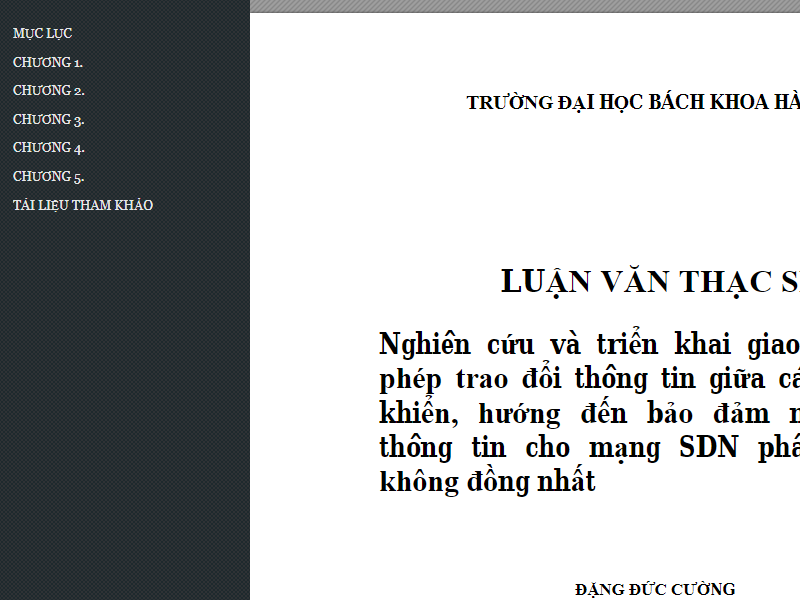 MỤC LỤC
CHƯƠNG 1.
CHƯƠNG 2.
CHƯƠNG 3.
CHƯƠNG 4.
CHƯƠNG 5.
TÀI LIỆU THAM KHẢO
TRƯỜNG ĐẠI HỌC BÁCH KHOA HÀ
LUẬN VĂN THẠC
Nghiên cứu và triển khai giao
phép trao đổi thông tin giữa
khiển, hướng đến bảo đảm
thông tin cho mạng SDN
không đồng nhất
ĐẶNG ĐỨC CƯỜNG